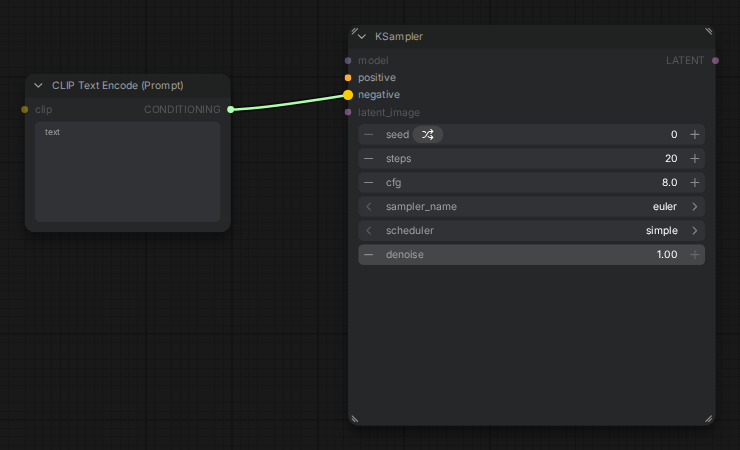 CLIP Text Encode (Prompt)
clip CONDITIONING
text
KSampler
model LATENT
positive
negative
latent_image
seed 0
steps 20
cfg 8.0
sampler_name euler
scheduler simple
denoise 1.00